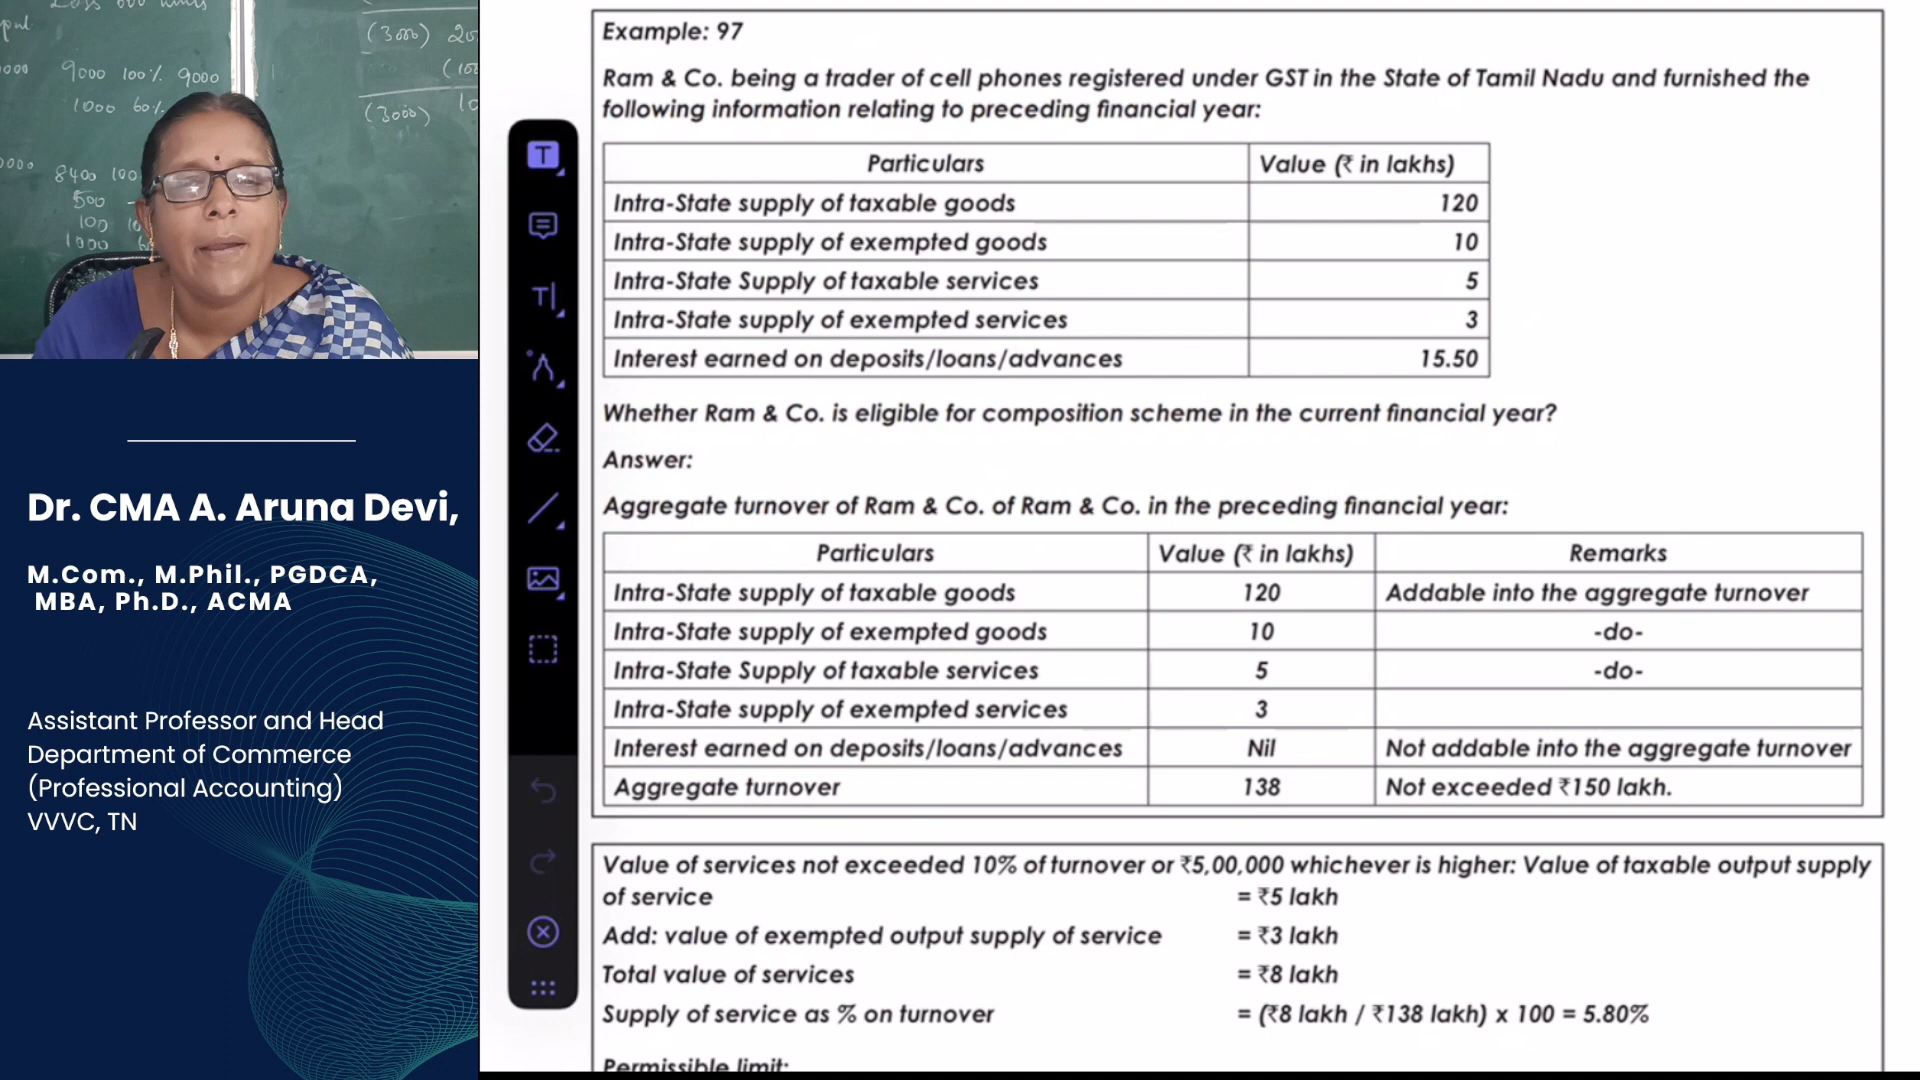 9000 100% 9000
1000 60%
8400 100
500
100 10
1000
(3000) 20
(3000) 10
Dr. CMA A. Aruna Devi,
M.Com., M.Phil., PGDCA,
MBA, Ph.D., ACMA
Assistant Professor and Head
Department of Commerce
(Professional Accounting)
VVVC, TN
Example: 97
Ram & Co. being a trader of cell phones registered under GST in the State of Tamil Nadu and furnished the
following information relating to preceding financial year:
Particulars Value (₹ in lakhs)
Intra-State supply of taxable goods 120
Intra-State supply of exempted goods 10
Intra-State Supply of taxable services 5
Intra-State supply of exempted services 3
Interest earned on deposits/loans/advances 15.50
Whether Ram & Co. is eligible for composition scheme in the current financial year?
Answer:
Aggregate turnover of Ram & Co. of Ram & Co. in the preceding financial year:
Particulars Value (₹ in lakhs) Remarks
Intra-State supply of taxable goods 120 Addable into the aggregate turnover
Intra-State supply of exempted goods 10 -do-
Intra-State Supply of taxable services 5 -do-
Intra-State supply of exempted services 3
Interest earned on deposits/loans/advances Nil Not addable into the aggregate turnover
Aggregate turnover 138 Not exceeded ₹150 lakh.
Value of services not exceeded 10% of turnover or ₹5,00,000 whichever is higher: Value of taxable output supply
of service = ₹5 lakh
Add: value of exempted output supply of service = ₹3 lakh
Total value of services = ₹8 lakh
Supply of service as % on turnover = (₹8 lakh / ₹138 lakh) x 100 = 5.80%
Permissible limit: